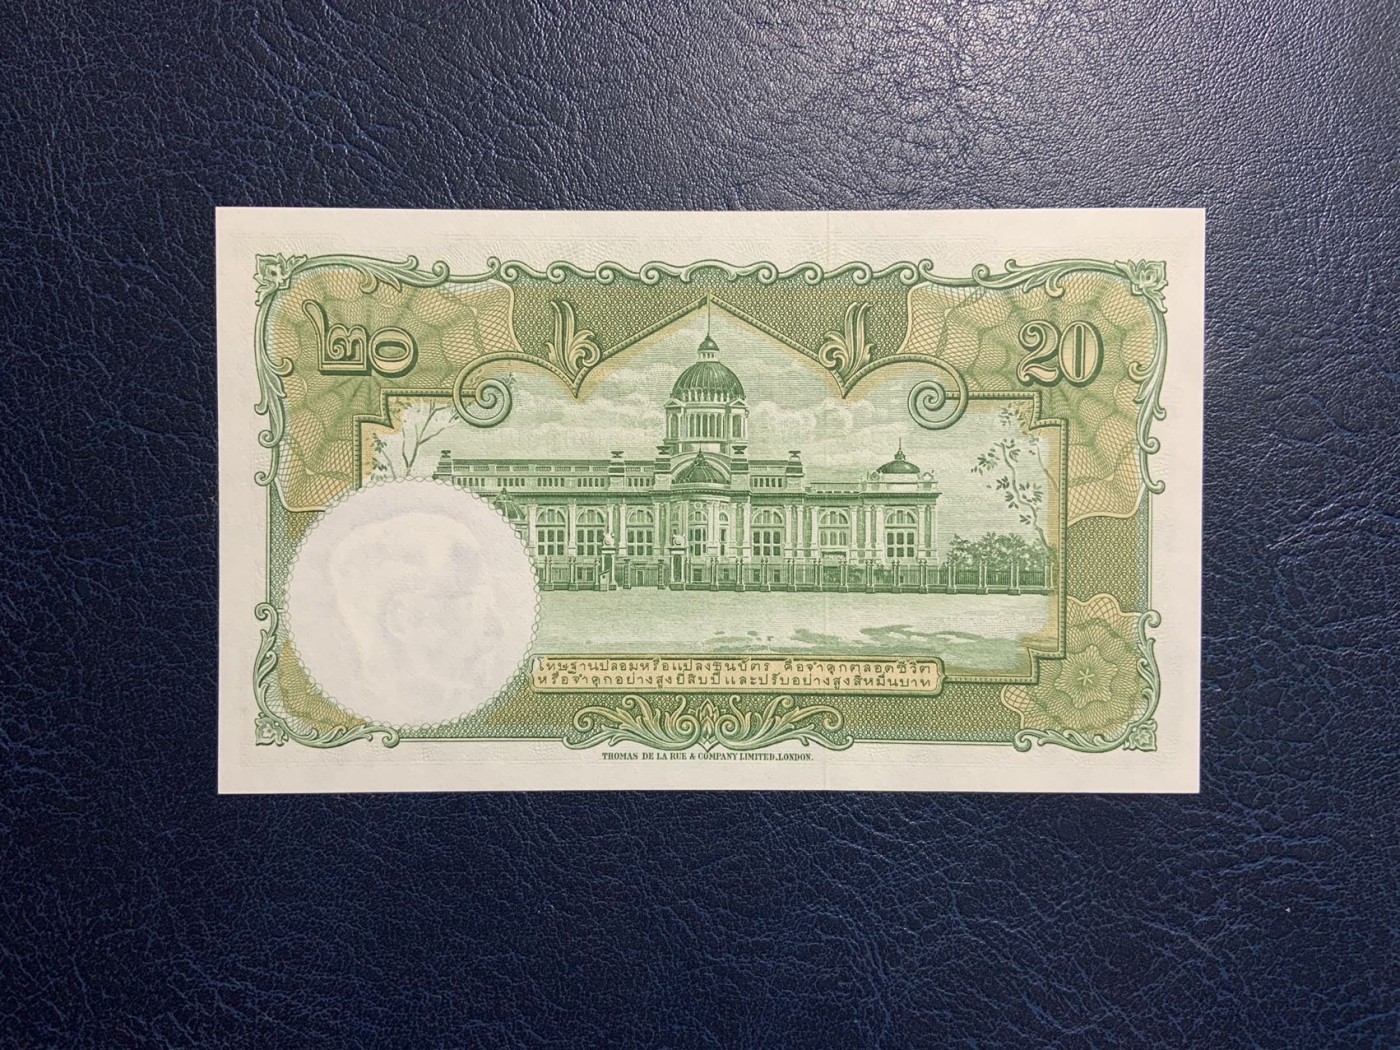 ๒๐
20
โทษฐานปลอมหรือแปลงธนบัตร คือจำคุกตลอดชีวิต
หรือจำคุกอย่างสูงยี่สิบปีและปรับอย่างสูงสี่หมื่นบาท
THOMAS DE LA RUE & COMPANY LIMITED, LONDON.